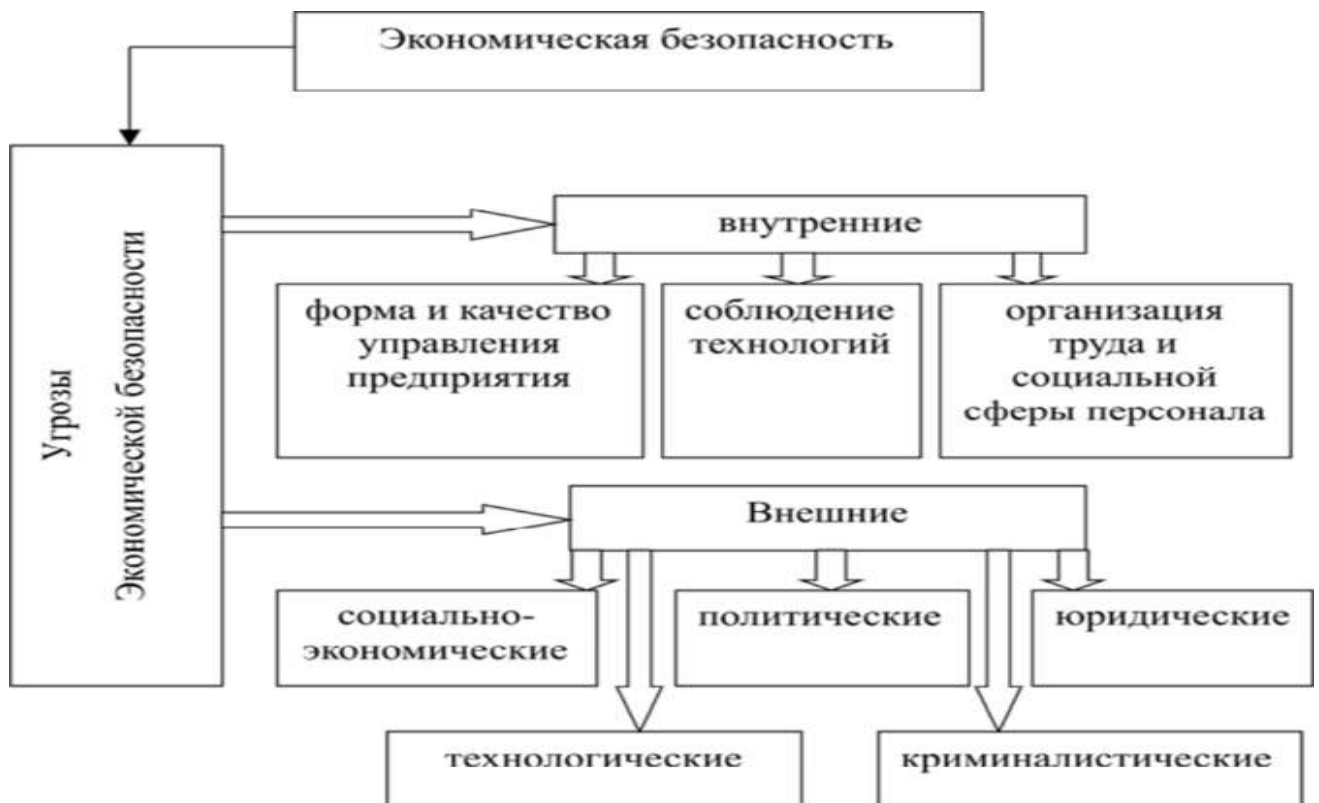 Экономическая безопасность
Угрозы
Экономической безопасности
внутренние
форма и качество
управления
предприятия
соблюдение
технологий
организация
труда и
социальной
сферы персонала
Внешние
социально-
экономические
политические
юридические
технологические
криминалистические